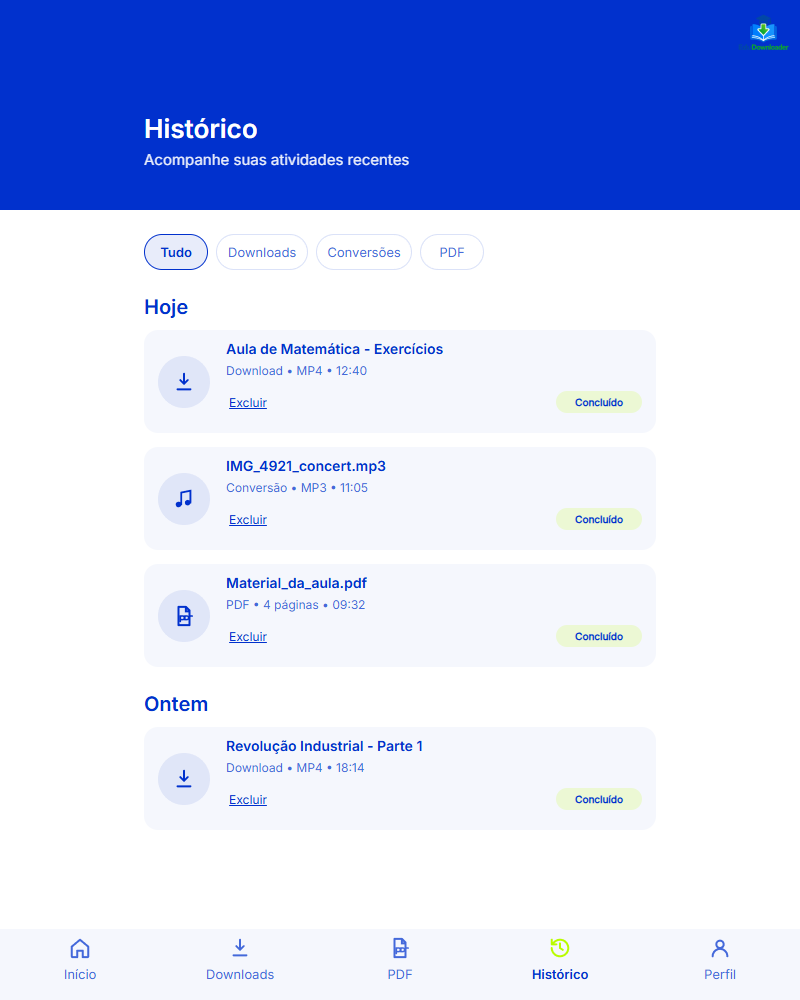 Downloader
Histórico
Acompanhe suas atividades recentes
Tudo
Downloads
Conversões
PDF
Hoje
Aula de Matemática - Exercícios
Download • MP4 • 12:40
Excluir
Concluído
IMG_4921_concert.mp3
Conversão • MP3 • 11:05
Excluir
Concluído
Material_da_aula.pdf
PDF • 4 páginas • 09:32
Excluir
Concluído
Ontem
Revolução Industrial - Parte 1
Download • MP4 • 18:14
Excluir
Concluído
Início
Downloads
PDF
Histórico
Perfil